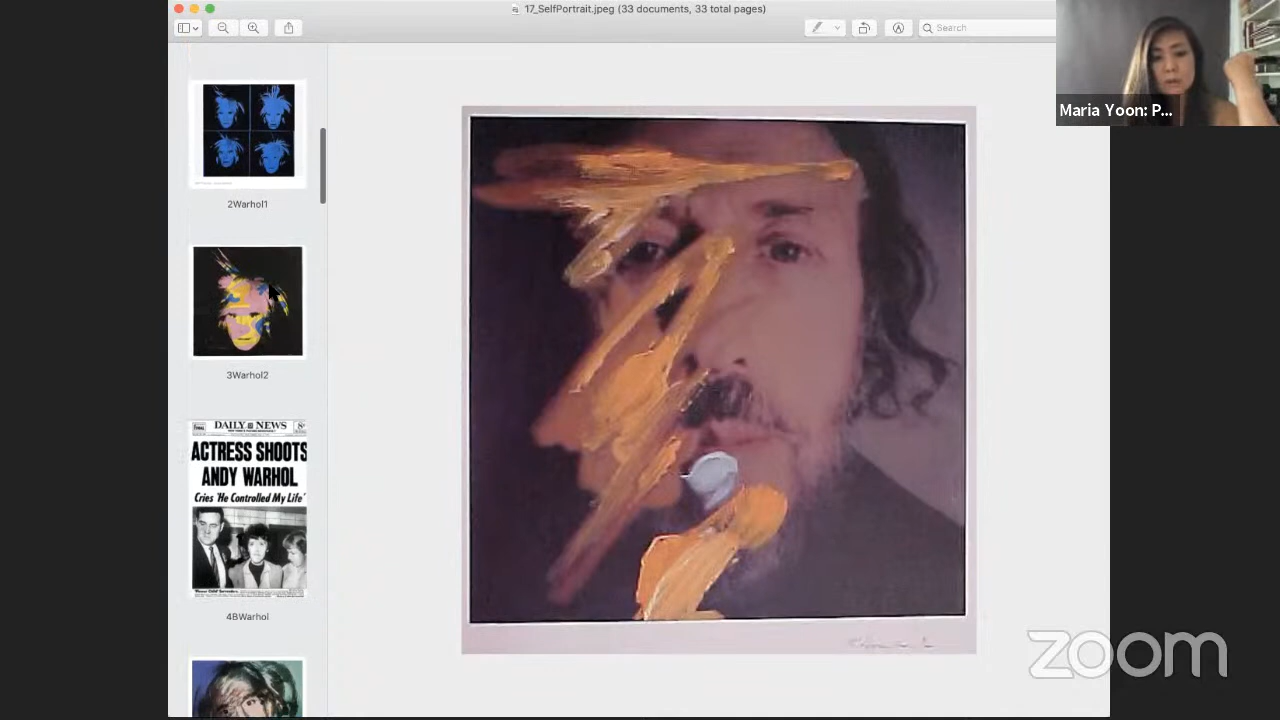 17_SelfPortrait.jpeg (33 documents, 33 total pages)
Search
Maria Yoon: P...
2Warhol1
3Warhol2
DAILY NEWS
ACTRESS SHOOTS
ANDY WARHOL
Cries 'He Controlled My Life'
4BWarhol
zoom